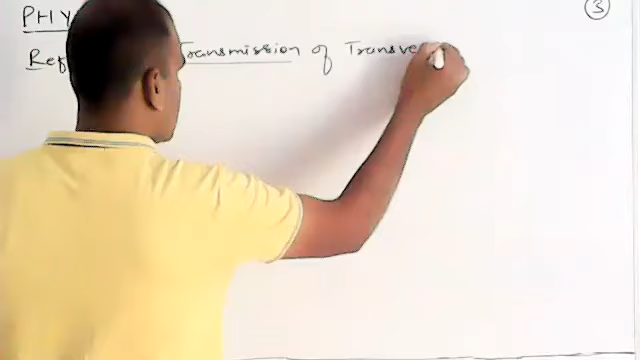 PHY ③
Ref Transmission of Transve